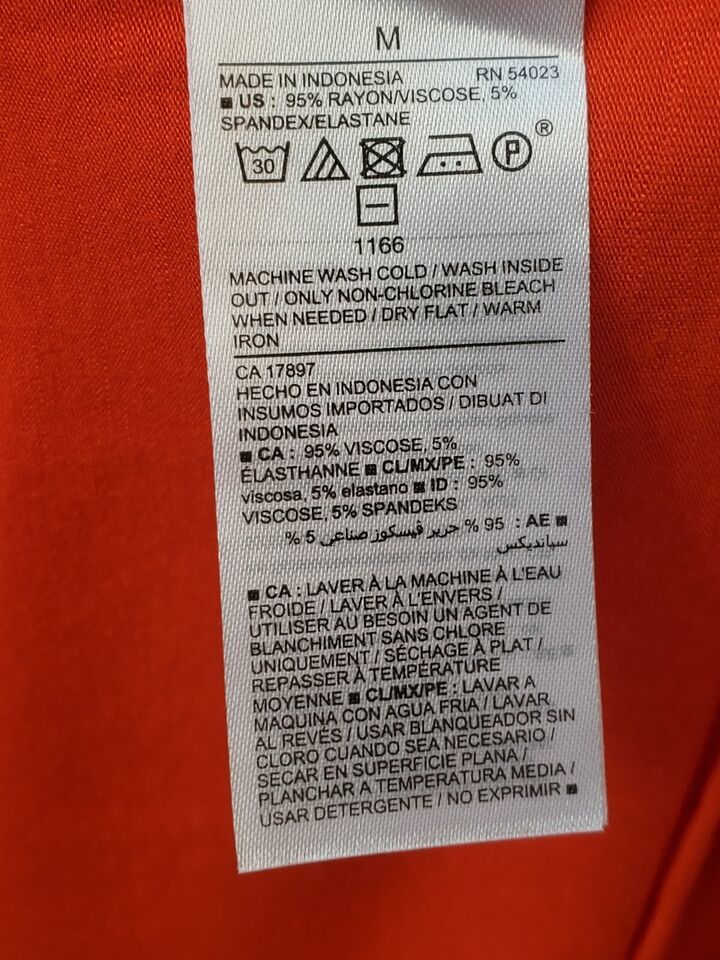 M
MADE IN INDONESIA RN 54023
■ US : 95% RAYON/VISCOSE, 5%
SPANDEX/ELASTANE
30 P ®
1166
MACHINE WASH COLD / WASH INSIDE
OUT / ONLY NON-CHLORINE BLEACH
WHEN NEEDED / DRY FLAT / WARM
IRON
CA 17897
HECHO EN INDONESIA CON
INSUMOS IMPORTADOS / DIBUAT DI
INDONESIA
■ CA : 95% VISCOSE, 5%
ÉLASTHANNE ■ CL/MX/PE : 95%
viscosa, 5% elastano ■ ID : 95%
VISCOSE, 5% SPANDEKS
■ AE : 95 % حرير ڤيسكوز صناعي 5 %
سبانديكس
■ CA : LAVER À LA MACHINE À L'EAU
FROIDE / LAVER À L'ENVERS /
UTILISER AU BESOIN UN AGENT DE
BLANCHIMENT SANS CHLORE
UNIQUEMENT / SÉCHAGE À PLAT /
REPASSER À TEMPÉRATURE
MOYENNE ■ CL/MX/PE : LAVAR A
MAQUINA CON AGUA FRIA / LAVAR
AL REVÉS / USAR BLANQUEADOR SIN
CLORO CUANDO SEA NECESARIO /
SECAR EN SUPERFICIE PLANA /
PLANCHAR A TEMPERATURA MEDIA /
USAR DETERGENTE / NO EXPRIMIR ■